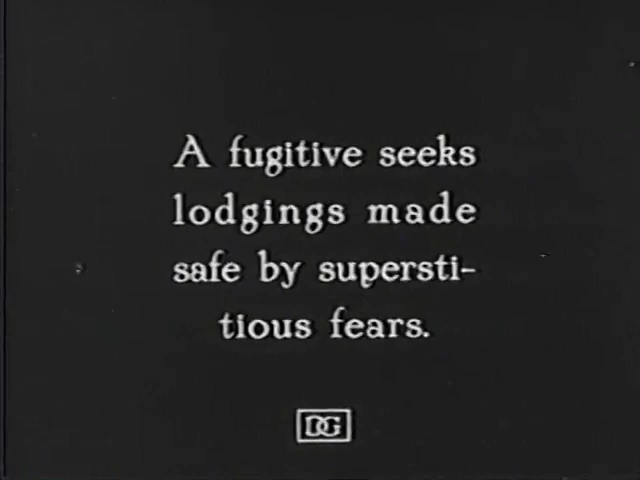 A fugitive seeks
lodgings made
safe by supersti-
tious fears.
DG